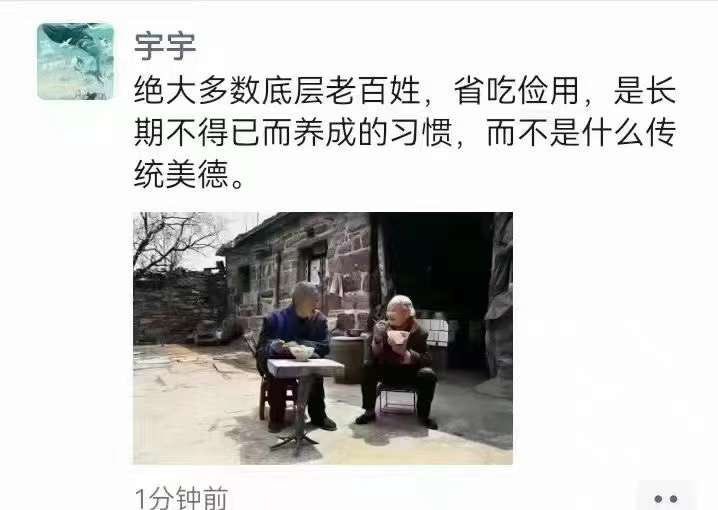 宇宇
绝大多数底层老百姓，省吃俭用，是长
期不得已而养成的习惯，而不是什么传
统美德。
1分钟前